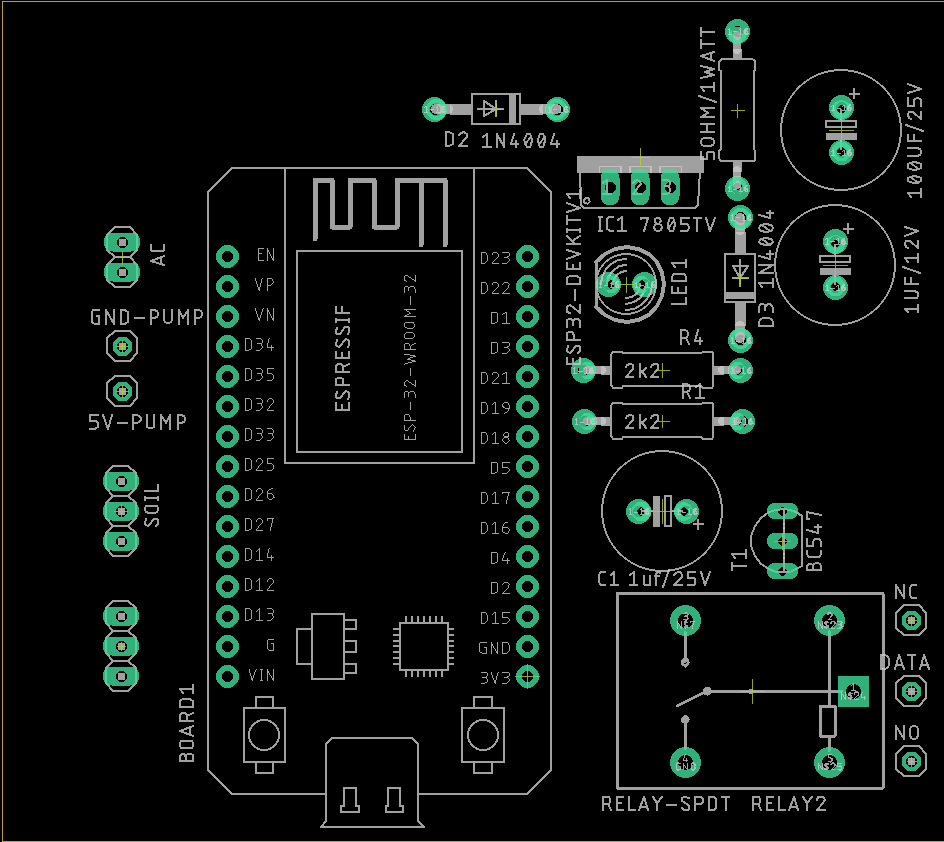 5OHM/1WATT
100UF/25V
D2 1N4004
1
2
3
IC1 7805TV
D3 1N4004
1UF/12V
ESP32-DEVKITV1
LED1
AC
GND-PUMP
5V-PUMP
SOIL
EN
VP
VN
D34
D35
D32
D33
D25
D26
D27
D14
D12
D13
G
VIN
ESPRESSIF
ESP-32-WROOM-32
D23
D22
D1
D3
D21
D19
D18
D5
D17
D16
D4
D2
D15
GND
3V3
BOARD1
R4
2k2
R1
2k2
C1 1uf/25V
T1
BC547
NC
DATA
NO
N$24
N$25
GND
RELAY-SPDT RELAY2